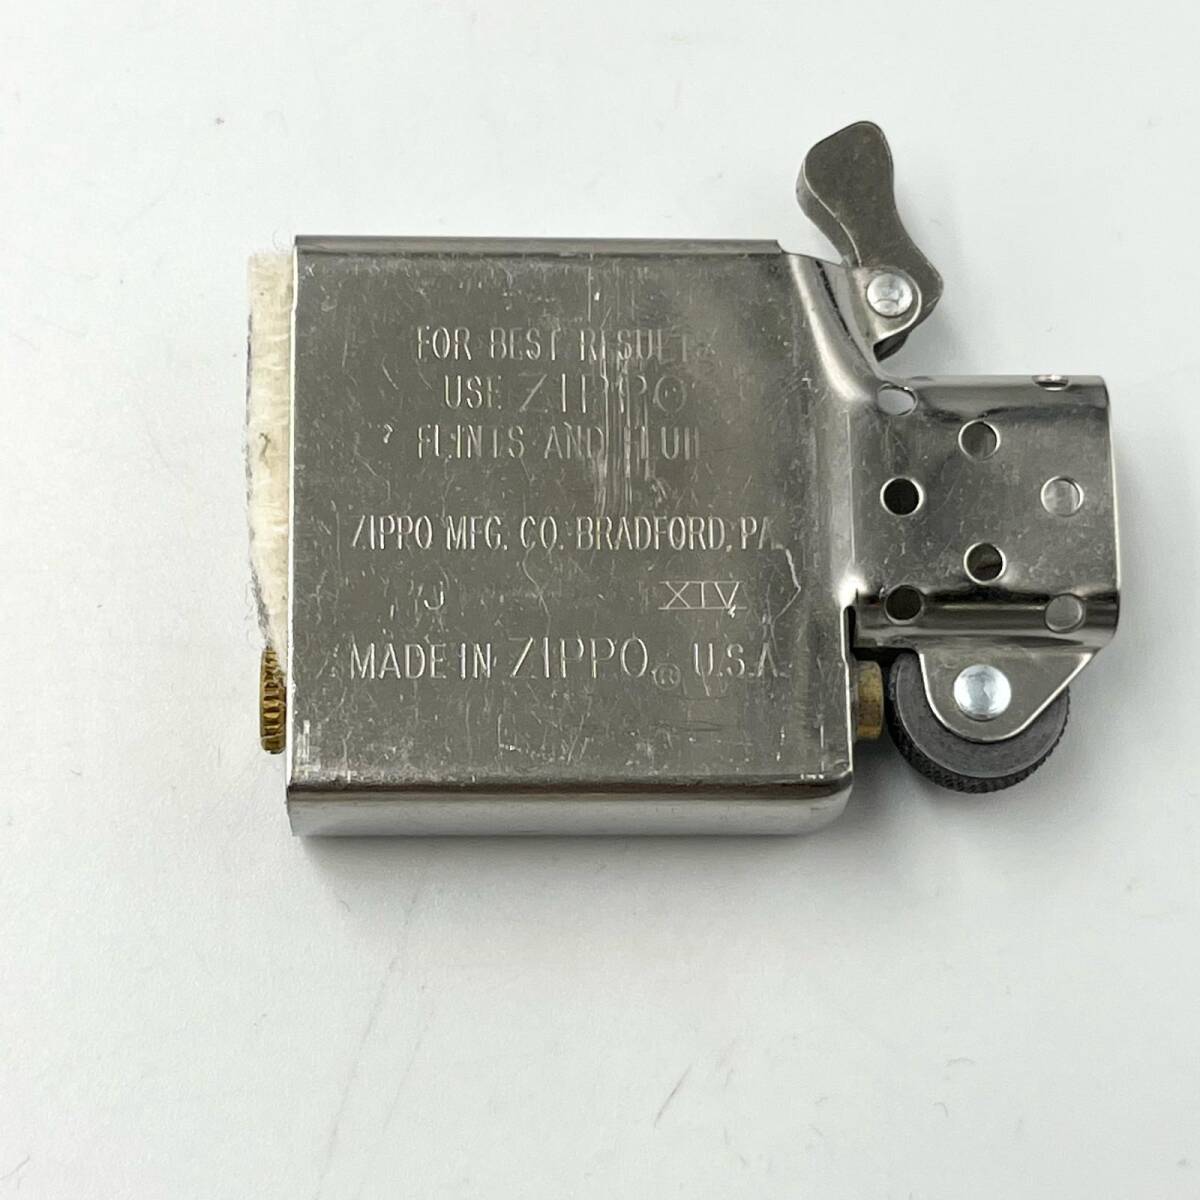 FOR BEST RESULTS
USE ZIPPO
FLINTS AND FLUID
ZIPPO MFG. CO. BRADFORD, PA.
J XIV
MADE IN ZIPPO® U.S.A.